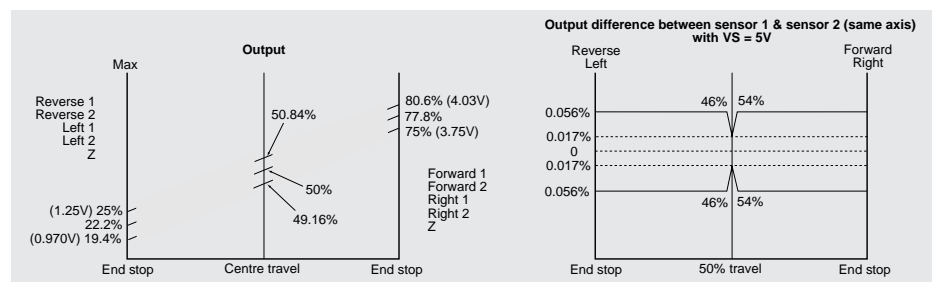 Output
Max
Reverse 1
Reverse 2
Left 1
Left 2
Z
(1.25V) 25%
22.2%
(0.970V) 19.4%
50.84%
50%
49.16%
80.6% (4.03V)
77.8%
75% (3.75V)
Forward 1
Forward 2
Right 1
Right 2
Z
End stop
Centre travel
End stop
Output difference between sensor 1 & sensor 2 (same axis)
with VS = 5V
Reverse
Left
Forward
Right
46% 54%
0.056%
0.017%
0
0.017%
0.056%
46% 54%
End stop
50% travel
End stop